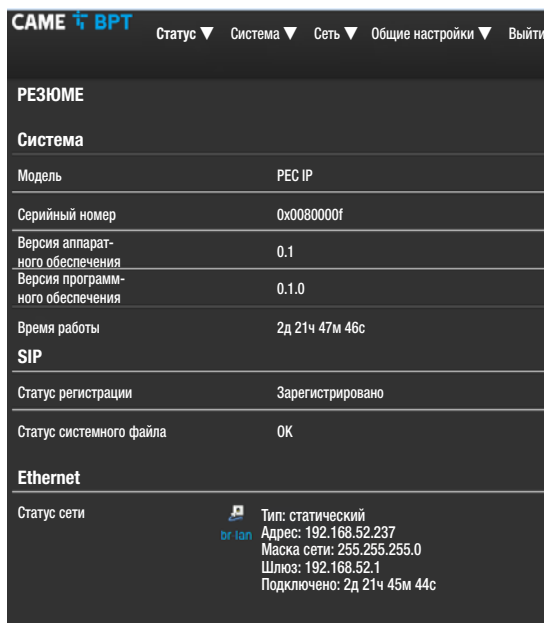 CAME BPT
Статус ▼ Система ▼ Сеть ▼ Общие настройки ▼ Выйти
РЕЗЮМЕ
Система
Модель PEC IP
Серийный номер 0x0080000f
Версия аппарат-
ного обеспечения 0.1
Версия программ-
ного обеспечения 0.1.0
Время работы 2д 21ч 47м 46с
SIP
Статус регистрации Зарегистрировано
Статус системного файла OK
Ethernet
Статус сети Тип: статический
br-lan Адрес: 192.168.52.237
Маска сети: 255.255.255.0
Шлюз: 192.168.52.1
Подключено: 2д 21ч 45м 44с